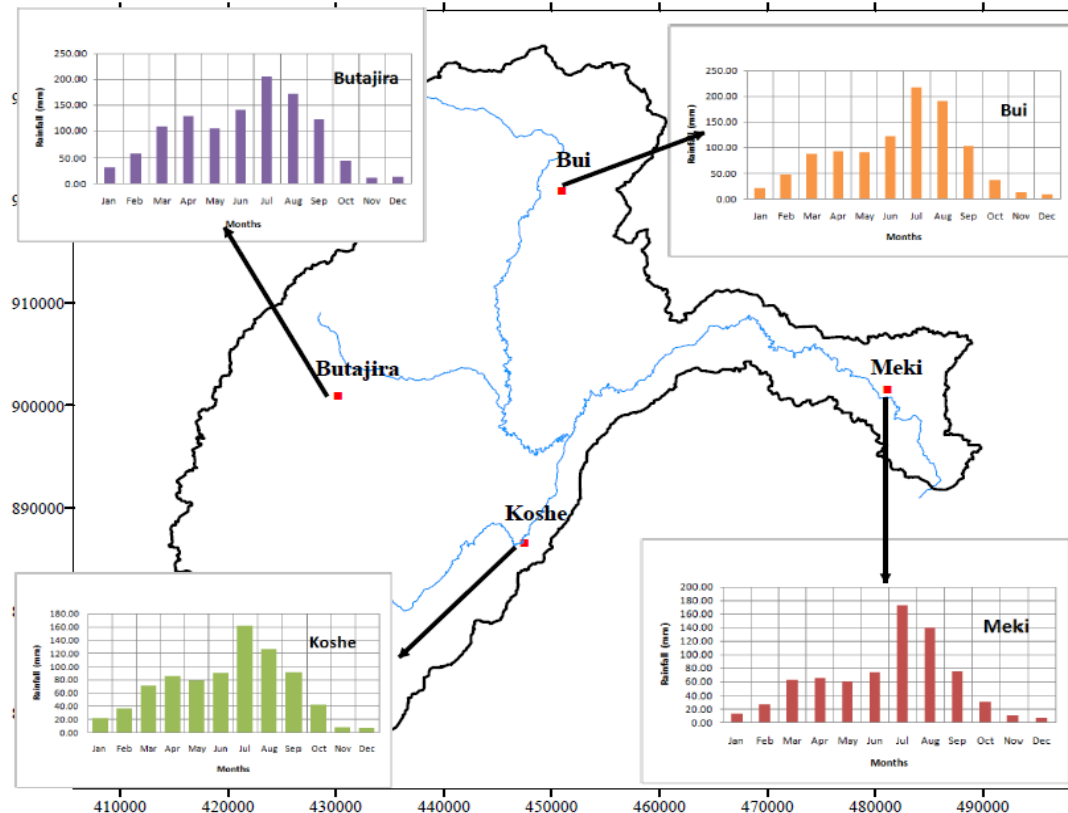 Butajira
Rainfall (mm)
250.00
200.00
150.00
100.00
50.00
0.00
Jan Feb Mar Apr May Jun Jul Aug Sep Oct Nov Dec
Months
Bui
Rainfall (mm)
250.00
200.00
150.00
100.00
50.00
0.00
Jan Feb Mar Apr May Jun Jul Aug Sep Oct Nov Dec
Months
Bui
910000
Butajira
Meki
900000
Koshe
890000
Koshe
Rainfall (mm)
180.00
160.00
140.00
120.00
100.00
80.00
60.00
40.00
20.00
0.00
Jan Feb Mar Apr May Jun Jul Aug Sep Oct Nov Dec
Months
Meki
Rainfall (mm)
200.00
180.00
160.00
140.00
120.00
100.00
80.00
60.00
40.00
20.00
0.00
Jan Feb Mar Apr May Jun Jul Aug Sep Oct Nov Dec
Months
410000 420000 430000 440000 450000 460000 470000 480000 490000